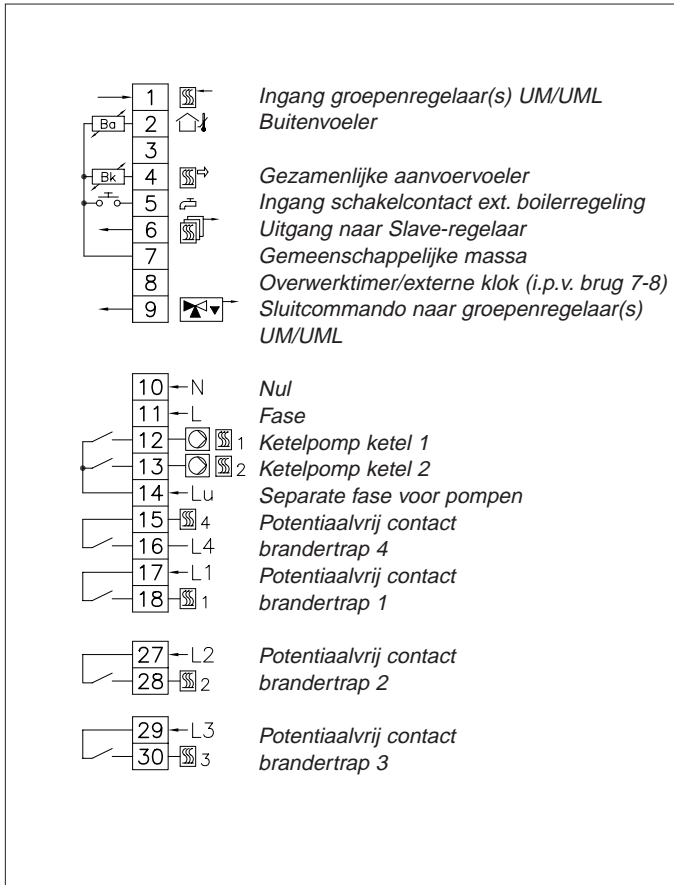 1 Ingang groepenregelaar(s) UM/UML
Ba 2 Buitenvoeler
3
Bk 4 Gezamenlijke aanvoervoeler
5 Ingang schakelcontact ext. boilerregeling
6 Uitgang naar Slave-regelaar
7 Gemeenschappelijke massa
8 Overwerktimer/externe klok (i.p.v. brug 7-8)
9 Sluitcommando naar groepenregelaar(s)
UM/UML
10 N Nul
11 L Fase
12 1 Ketelpomp ketel 1
13 2 Ketelpomp ketel 2
14 Lu Separate fase voor pompen
15 4 Potentiaalvrij contact
16 L4 brandertrap 4
17 L1 Potentiaalvrij contact
18 1 brandertrap 1
27 L2 Potentiaalvrij contact
28 2 brandertrap 2
29 L3 Potentiaalvrij contact
30 3 brandertrap 3